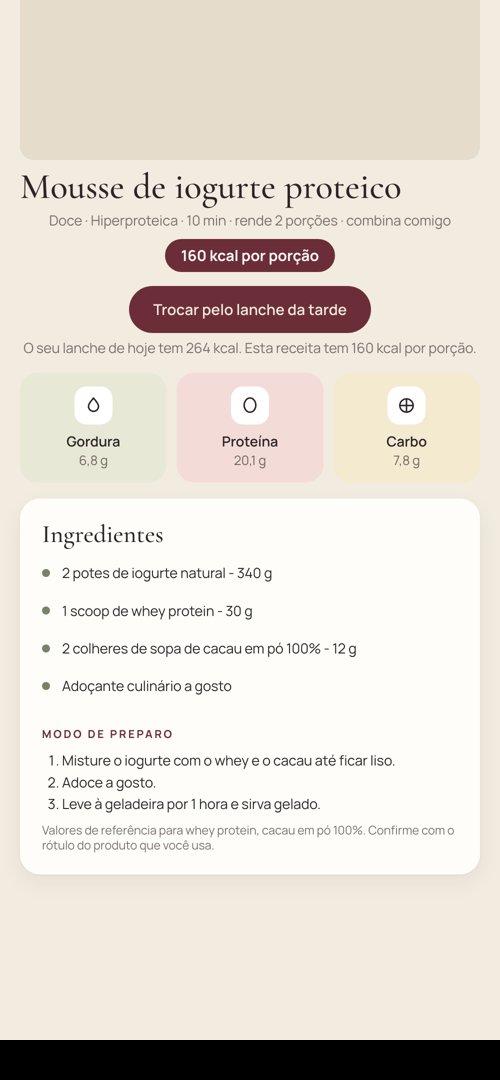 Mousse de iogurte proteico
Doce · Hiperproteica · 10 min · rende 2 porções · combina comigo
160 kcal por porção
Trocar pelo lanche da tarde
O seu lanche de hoje tem 264 kcal. Esta receita tem 160 kcal por porção.
Gordura
6,8 g
Proteína
20,1 g
Carbo
7,8 g
Ingredientes
2 potes de iogurte natural - 340 g
1 scoop de whey protein - 30 g
2 colheres de sopa de cacau em pó 100% - 12 g
Adoçante culinário a gosto
MODO DE PREPARO
1. Misture o iogurte com o whey e o cacau até ficar liso.
2. Adoce a gosto.
3. Leve à geladeira por 1 hora e sirva gelado.
Valores de referência para whey protein, cacau em pó 100%. Confirme com o
rótulo do produto que você usa.